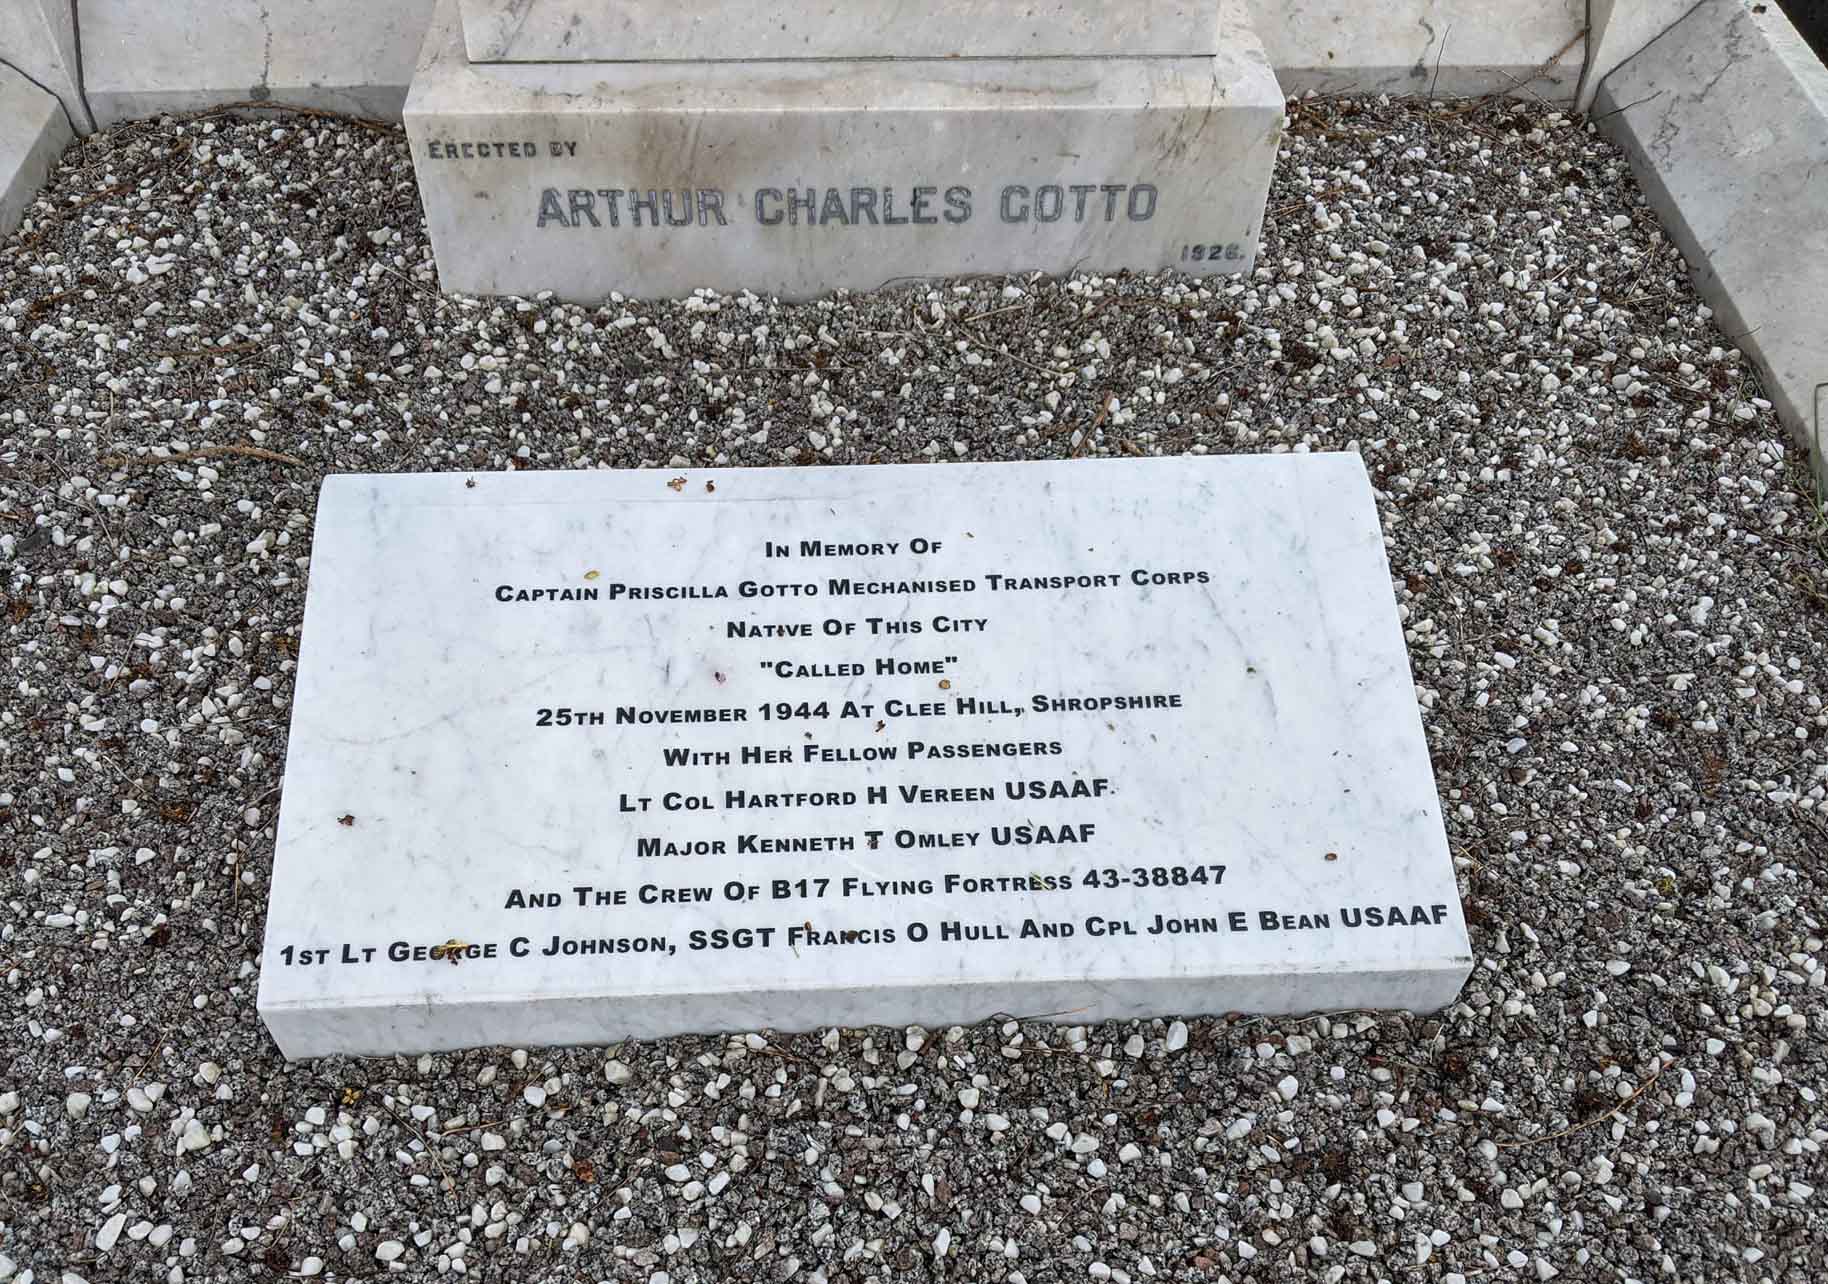 ERECTED BY
ARTHUR CHARLES GOTTO
1926.
IN MEMORY OF
CAPTAIN PRISCILLA GOTTO MECHANISED TRANSPORT CORPS
NATIVE OF THIS CITY
"CALLED HOME"
25TH NOVEMBER 1944 AT CLEE HILL, SHROPSHIRE
WITH HER FELLOW PASSENGERS
LT COL HARTFORD H VEREEN USAAF
MAJOR KENNETH T OMLEY USAAF
AND THE CREW OF B17 FLYING FORTRESS 43-38847
1ST LT GEORGE C JOHNSON, SSGT FRANCIS O HULL AND CPL JOHN E BEAN USAAF